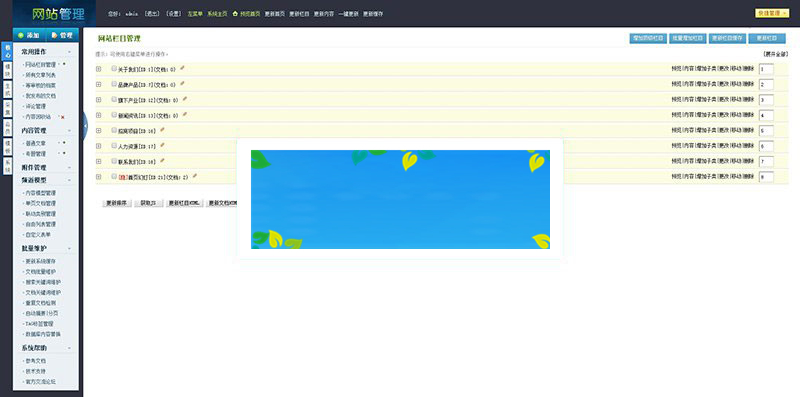 网站管理
您好: admin [退出] [设置] 主菜单 系统主页 预览首页 更新首页 更新栏目 更新内容 一键更新 更新缓存
快捷管理
添加 管理
核心
模块
采集
模板
系统
常用操作
网站栏目管理
所有文章列表
等审核的档案
我发布的文档
评论管理
内容回收站
内容管理
普通文章
专题管理
附件管理
频道模型
内容模型管理
单页文档管理
联动类别管理
自由列表管理
自定义表单
批量维护
更新系统缓存
文档批量维护
搜索关键词维护
文档关键词维护
重复文档检测
自动摘要|分页
TAG标签管理
数据库内容替换
系统帮助
参考文档
技术支持
官方交流论坛
网站栏目管理
增加顶级栏目 批量增加栏目 更新栏目缓存 更新栏目
提示: 可使用右键菜单进行操作。 [展开全部]
关于我们[ID:1](文档: 0) 预览|内容|增加子类|更改|移动|删除 1
品牌产品[ID:7](文档: 0) 预览|内容|增加子类|更改|移动|删除 2
旗下产业[ID:12](文档: 0) 预览|内容|增加子类|更改|移动|删除 3
新闻资讯[ID:13](文档: 0) 预览|内容|增加子类|更改|移动|删除 4
招商项目[ID:16] 预览|内容|增加子类|更改|移动|删除 5
人力资源[ID:17] 预览|内容|增加子类|更改|移动|删除 6
联系我们[ID:18] 预览|内容|增加子类|更改|移动|删除 7
[隐]首页幻灯[ID:21](文档: 2) 预览|内容|增加子类|更改|移动|删除 8
更新排序 获取JS 更新栏目HTML 更新文档HTML